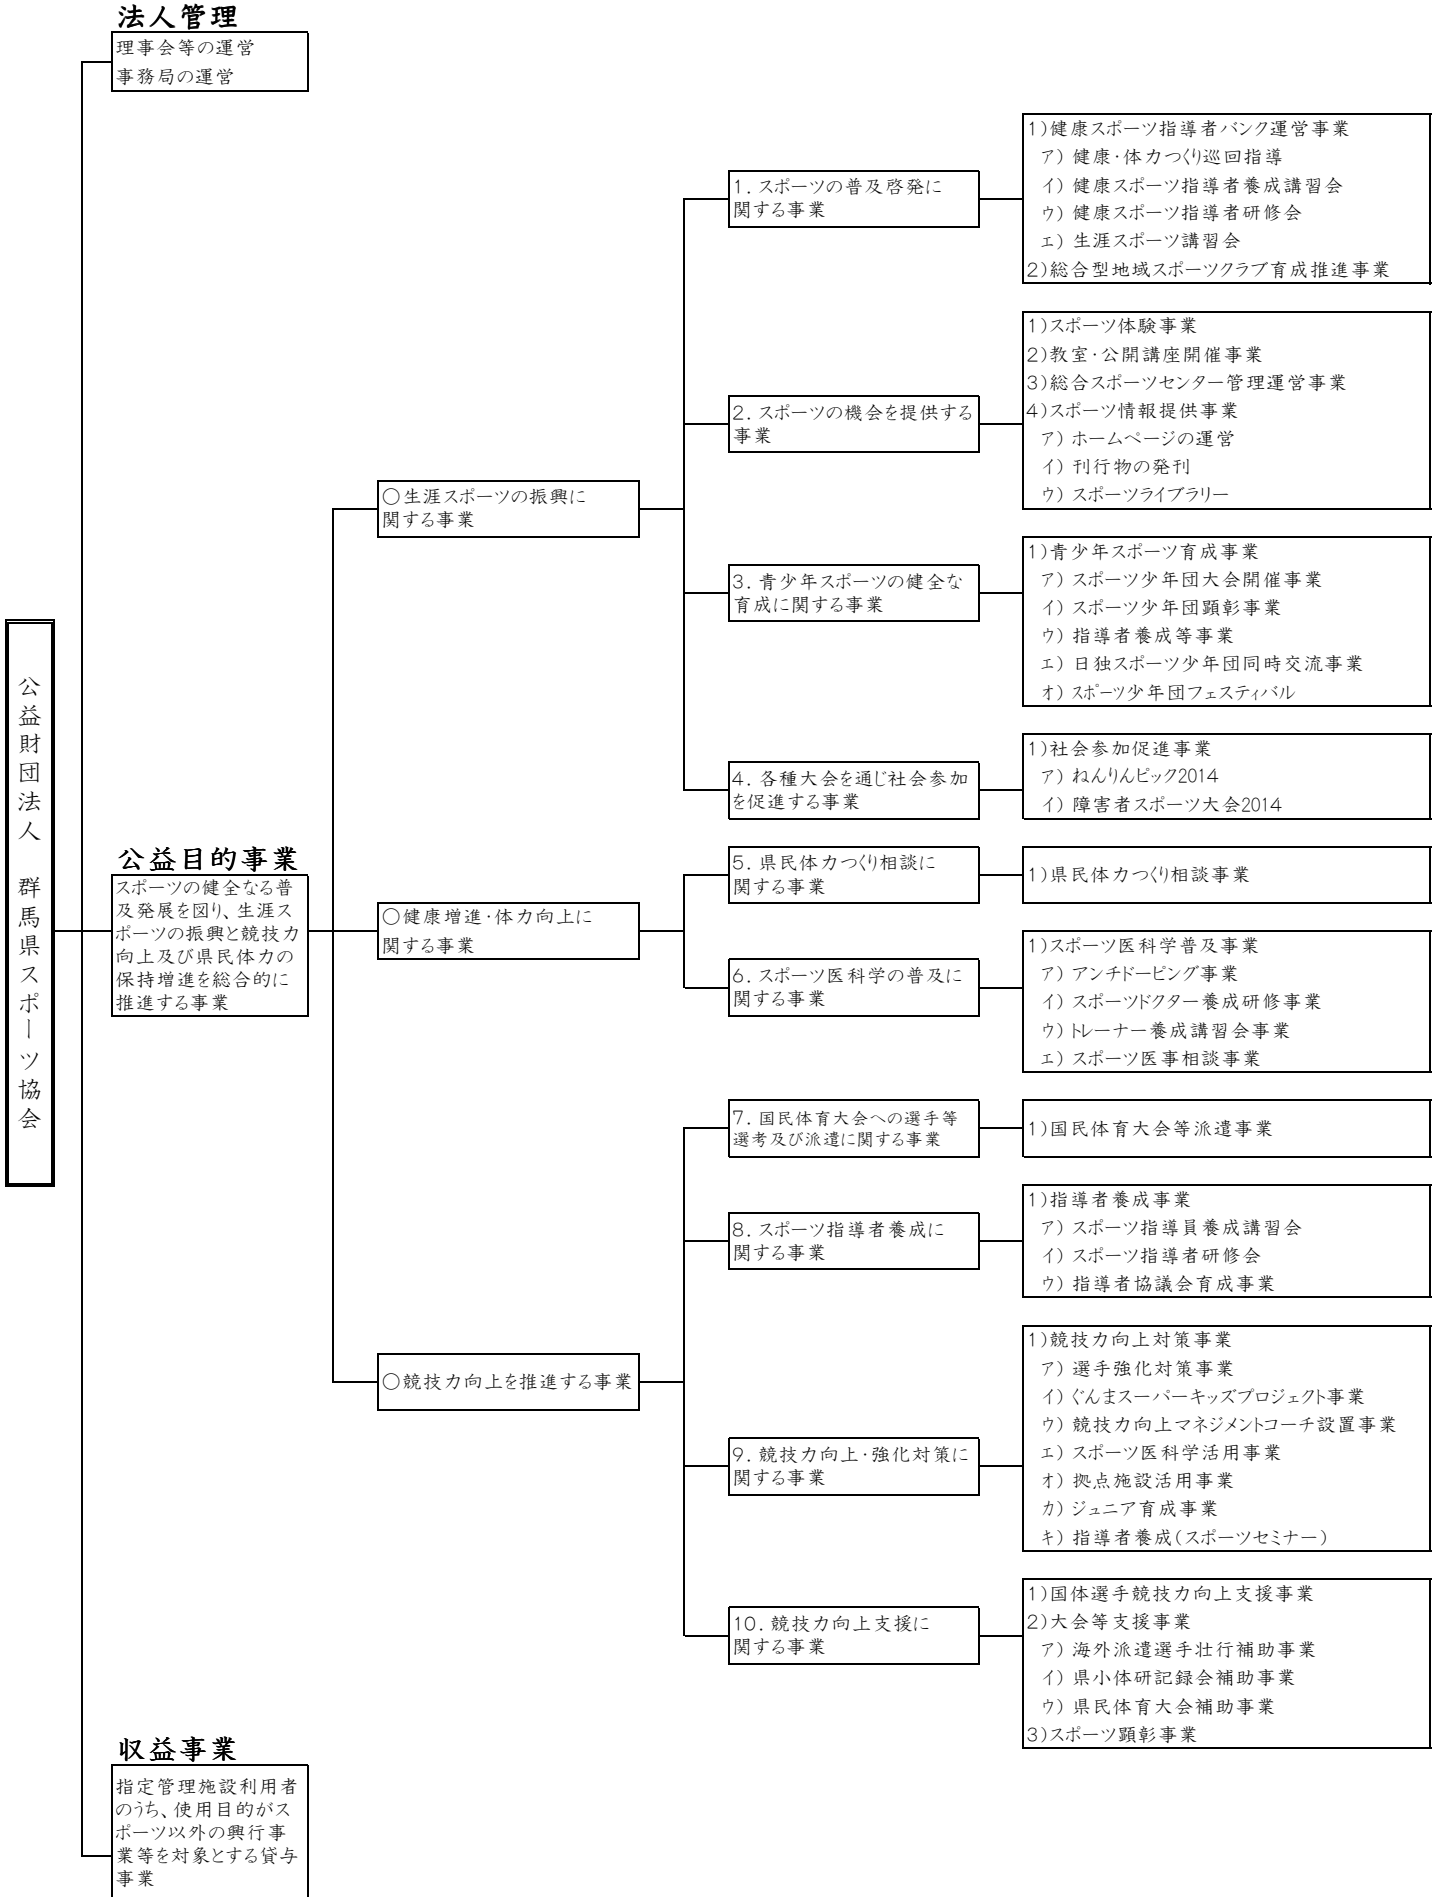 公益財団法人　群馬県スポーツ協会
法人管理
理事会等の運営
事務局の運営
公益目的事業
スポーツの健全なる普
及発展を図り、生涯ス
ポーツの振興と競技力
向上及び県民体力の
保持増進を総合的に
推進する事業
○生涯スポーツの振興に
関する事業
1. スポーツの普及啓発に
関する事業
1)健康スポーツ指導者バンク運営事業
ア) 健康・体力つくり巡回指導
イ) 健康スポーツ指導者養成講習会
ウ) 健康スポーツ指導者研修会
エ) 生涯スポーツ講習会
2)総合型地域スポーツクラブ育成推進事業
2. スポーツの機会を提供する
事業
1)スポーツ体験事業
2)教室・公開講座開催事業
3)総合スポーツセンター管理運営事業
4)スポーツ情報提供事業
ア) ホームページの運営
イ) 刊行物の発刊
ウ) スポーツライブラリー
3. 青少年スポーツの健全な
育成に関する事業
1)青少年スポーツ育成事業
ア) スポーツ少年団大会開催事業
イ) スポーツ少年団顕彰事業
ウ) 指導者養成等事業
エ) 日独スポーツ少年団同時交流事業
オ) スポーツ少年団フェスティバル
4. 各種大会を通じ社会参加
を促進する事業
1)社会参加促進事業
ア) ねんりんピック2014
イ) 障害者スポーツ大会2014
○健康増進・体力向上に
関する事業
5. 県民体力つくり相談に
関する事業
1)県民体力つくり相談事業
6. スポーツ医科学の普及に
関する事業
1)スポーツ医科学普及事業
ア) アンチドーピング事業
イ) スポーツドクター養成研修事業
ウ) トレーナー養成講習会事業
エ) スポーツ医事相談事業
○競技力向上を推進する事業
7. 国民体育大会への選手等
選考及び派遣に関する事業
1)国民体育大会等派遣事業
8. スポーツ指導者養成に
関する事業
1)指導者養成事業
ア) スポーツ指導員養成講習会
イ) スポーツ指導者研修会
ウ) 指導者協議会育成事業
9. 競技力向上・強化対策に
関する事業
1)競技力向上対策事業
ア) 選手強化対策事業
イ) ぐんまスーパーキッズプロジェクト事業
ウ) 競技力向上マネジメントコーチ設置事業
エ) スポーツ医科学活用事業
オ) 拠点施設活用事業
カ) ジュニア育成事業
キ) 指導者養成(スポーツセミナー)
10. 競技力向上支援に
関する事業
1)国体選手競技力向上支援事業
2)大会等支援事業
ア) 海外派遣選手壮行補助事業
イ) 県小体研記録会補助事業
ウ) 県民体育大会補助事業
3)スポーツ顕彰事業
収益事業
指定管理施設利用者
のうち、使用目的がス
ポーツ以外の興行事
業等を対象とする貸与
事業